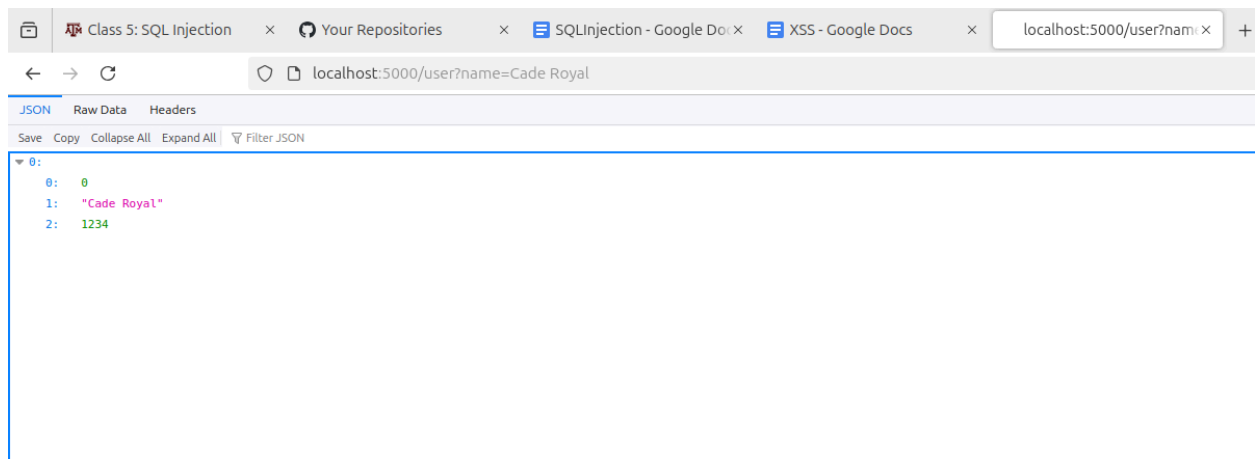 Class 5: SQL Injection × Your Repositories × SQLInjection - Google Doc × XSS - Google Docs × localhost:5000/user?nam × +
localhost:5000/user?name=Cade Royal
JSON Raw Data Headers
Save Copy Collapse All Expand All Filter JSON
0:
0: 0
1: "Cade Royal"
2: 1234